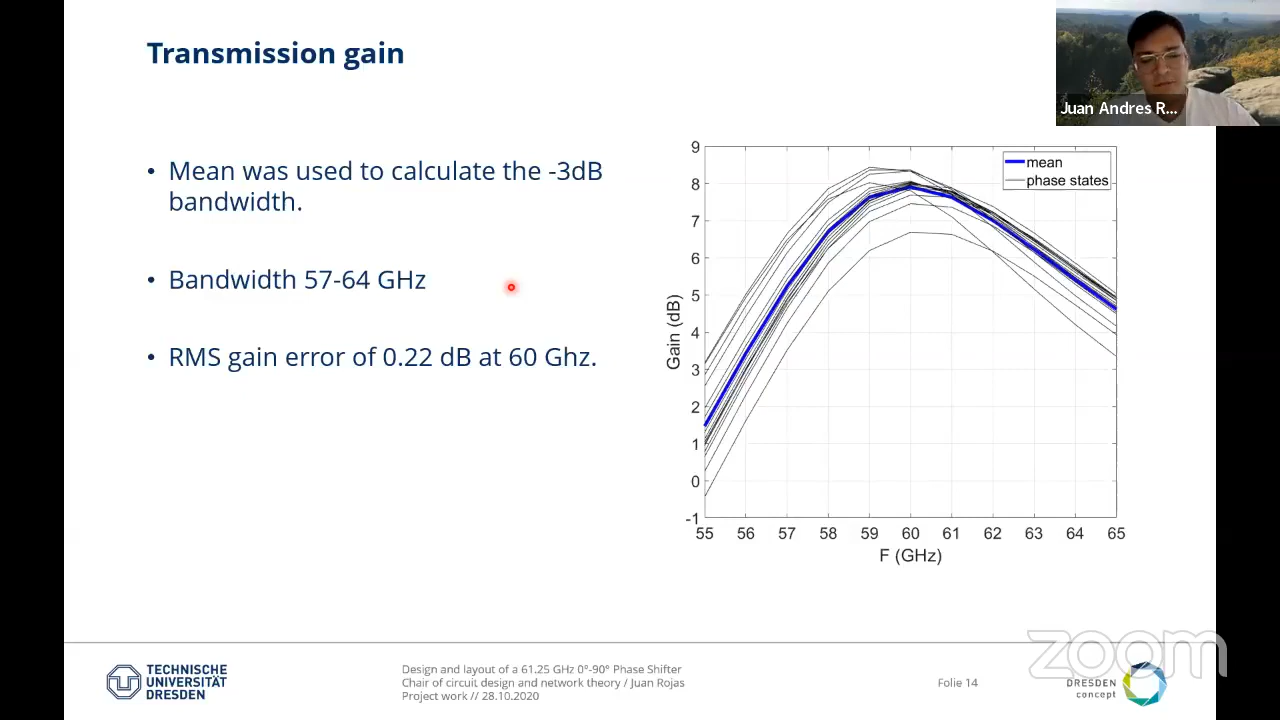 Transmission gain
Juan Andres R...
• Mean was used to calculate the -3dB
bandwidth.
• Bandwidth 57-64 GHz
• RMS gain error of 0.22 dB at 60 Ghz.
mean
phase states
9
8
7
6
5
4
3
2
1
0
-1
Gain (dB)
55 56 57 58 59 60 61 62 63 64 65
F (GHz)
TECHNISCHE
UNIVERSITÄT
DRESDEN
Design and layout of a 61.25 GHz 0°-90° Phase Shifter
Chair of circuit design and network theory / Juan Rojas
Project work // 28.10.2020
Folie 14
DRESDEN
concept
zoom